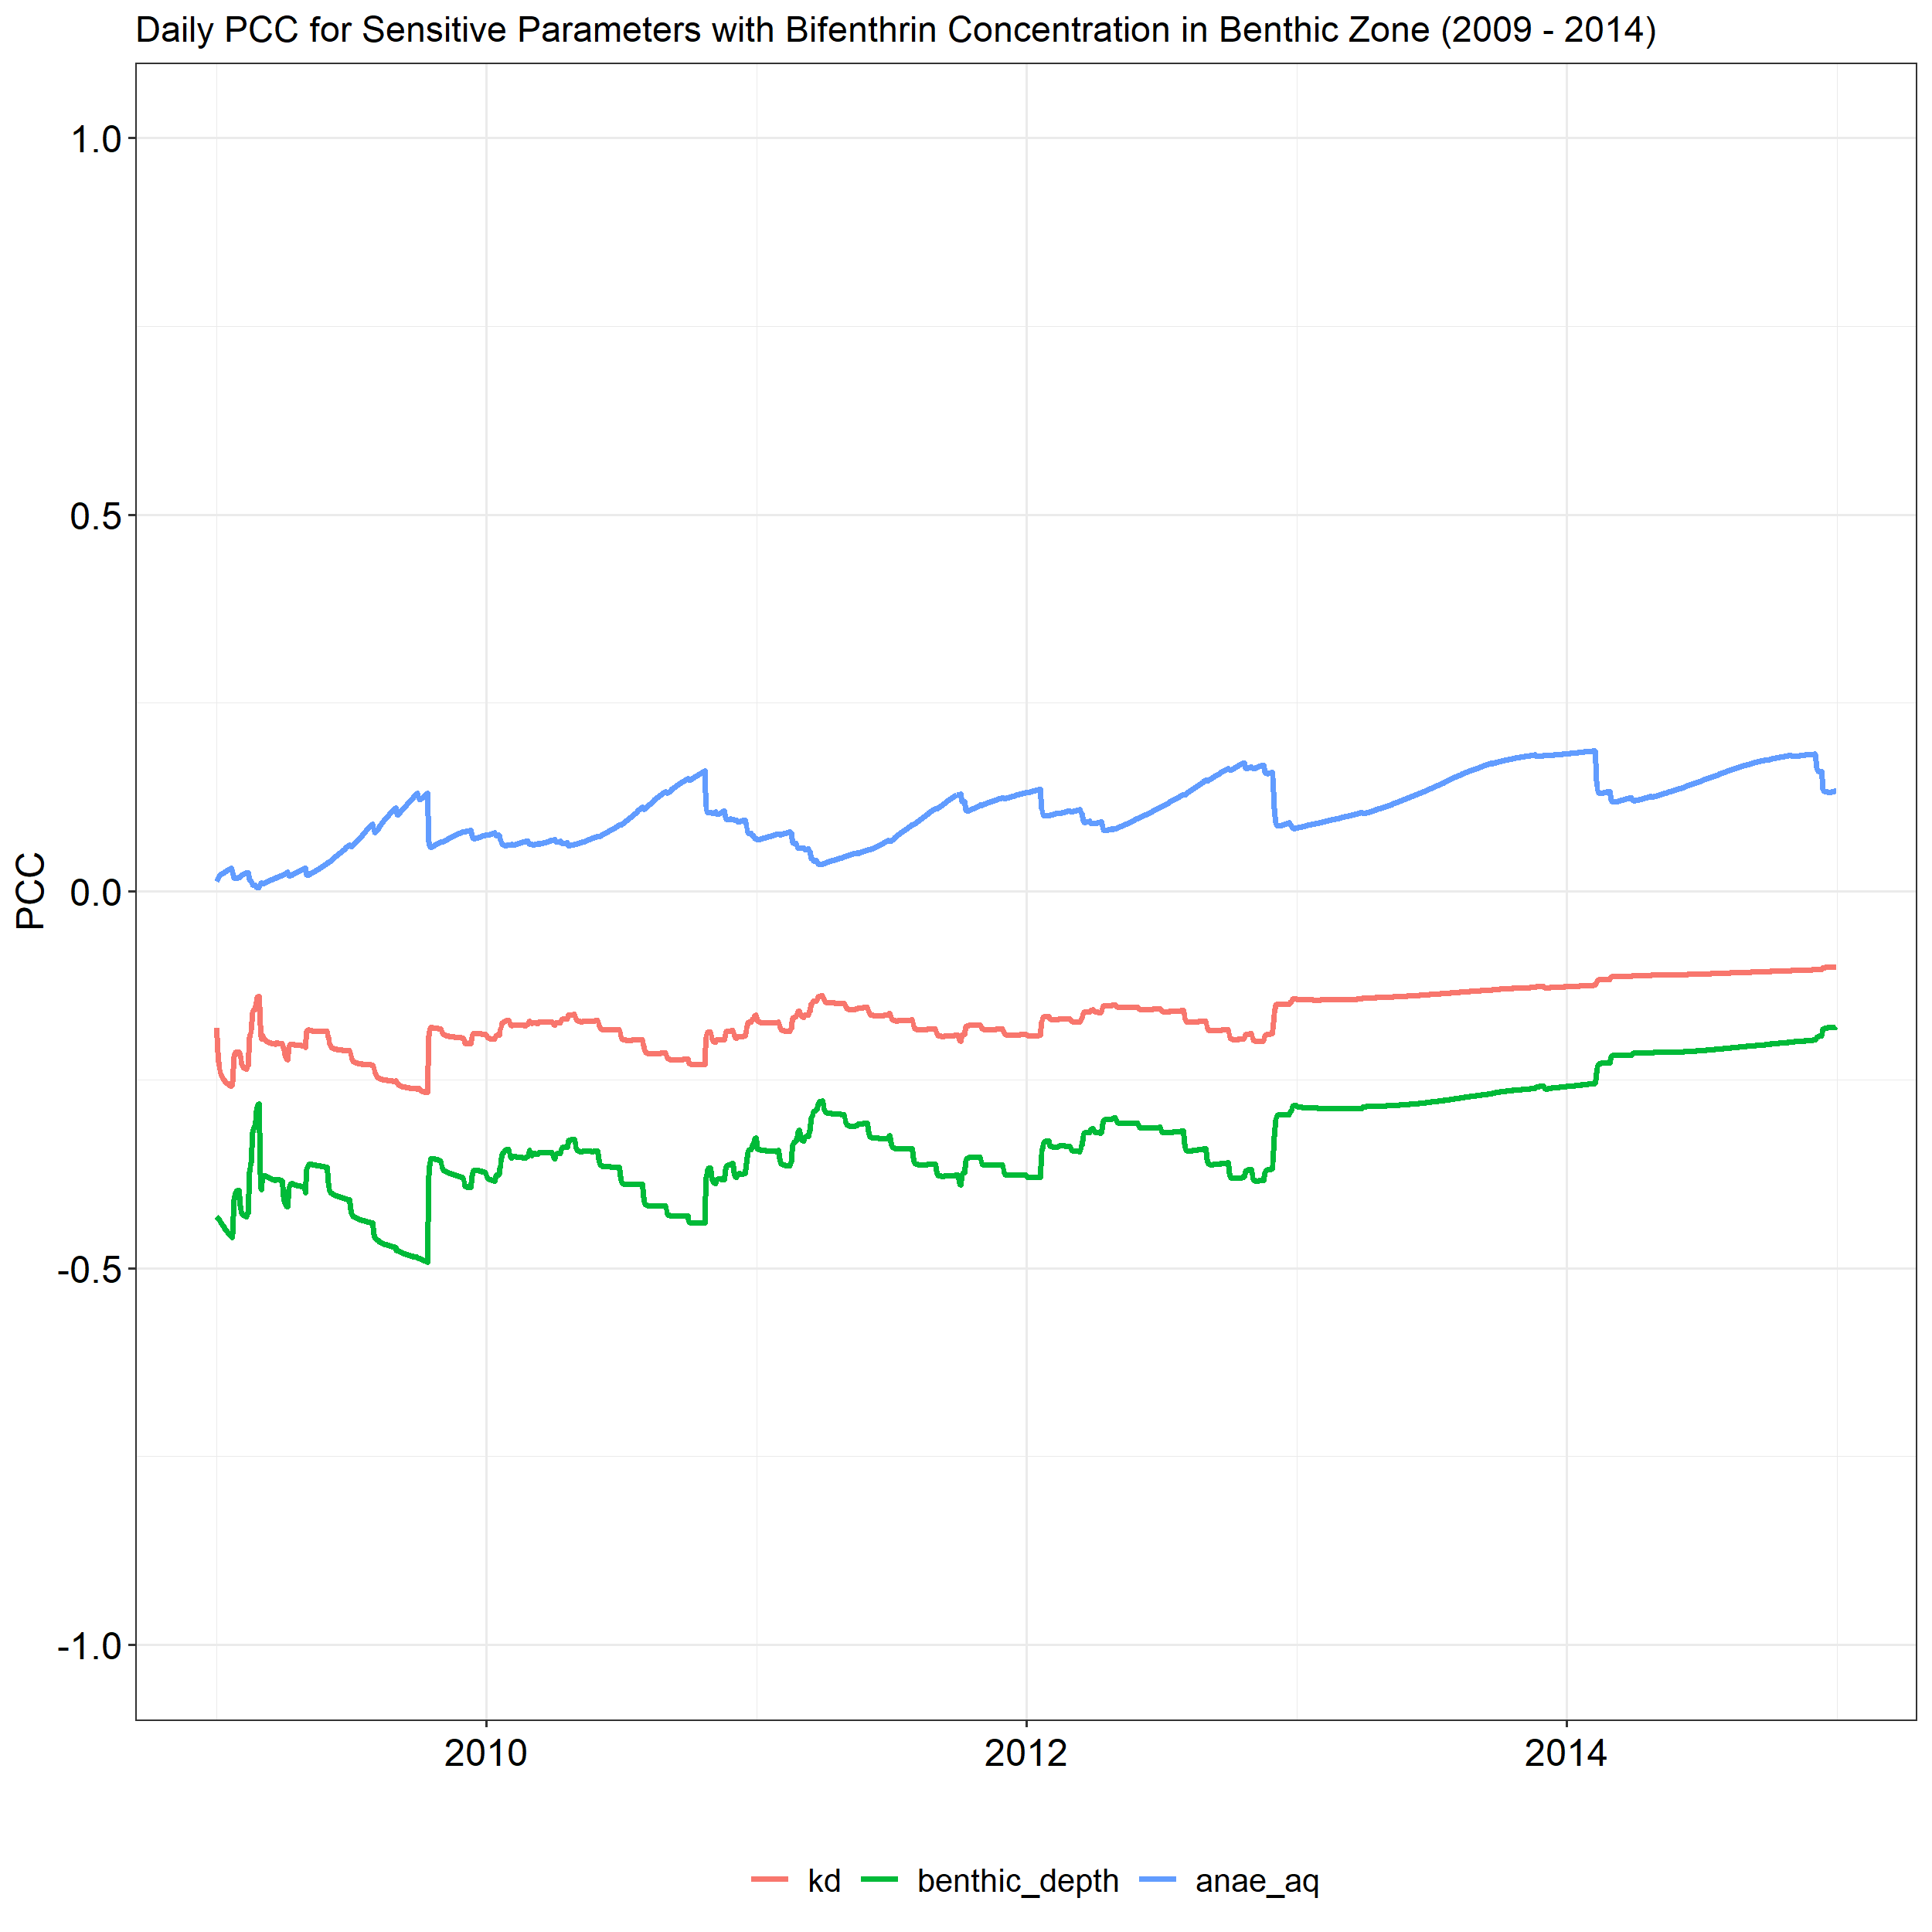 Daily PCC for Sensitive Parameters with Bifenthrin Concentration in Benthic Zone (2009 - 2014)
1.0
0.5
0.0
-0.5
-1.0
PCC
2010 2012 2014
kd benthic_depth anae_aq